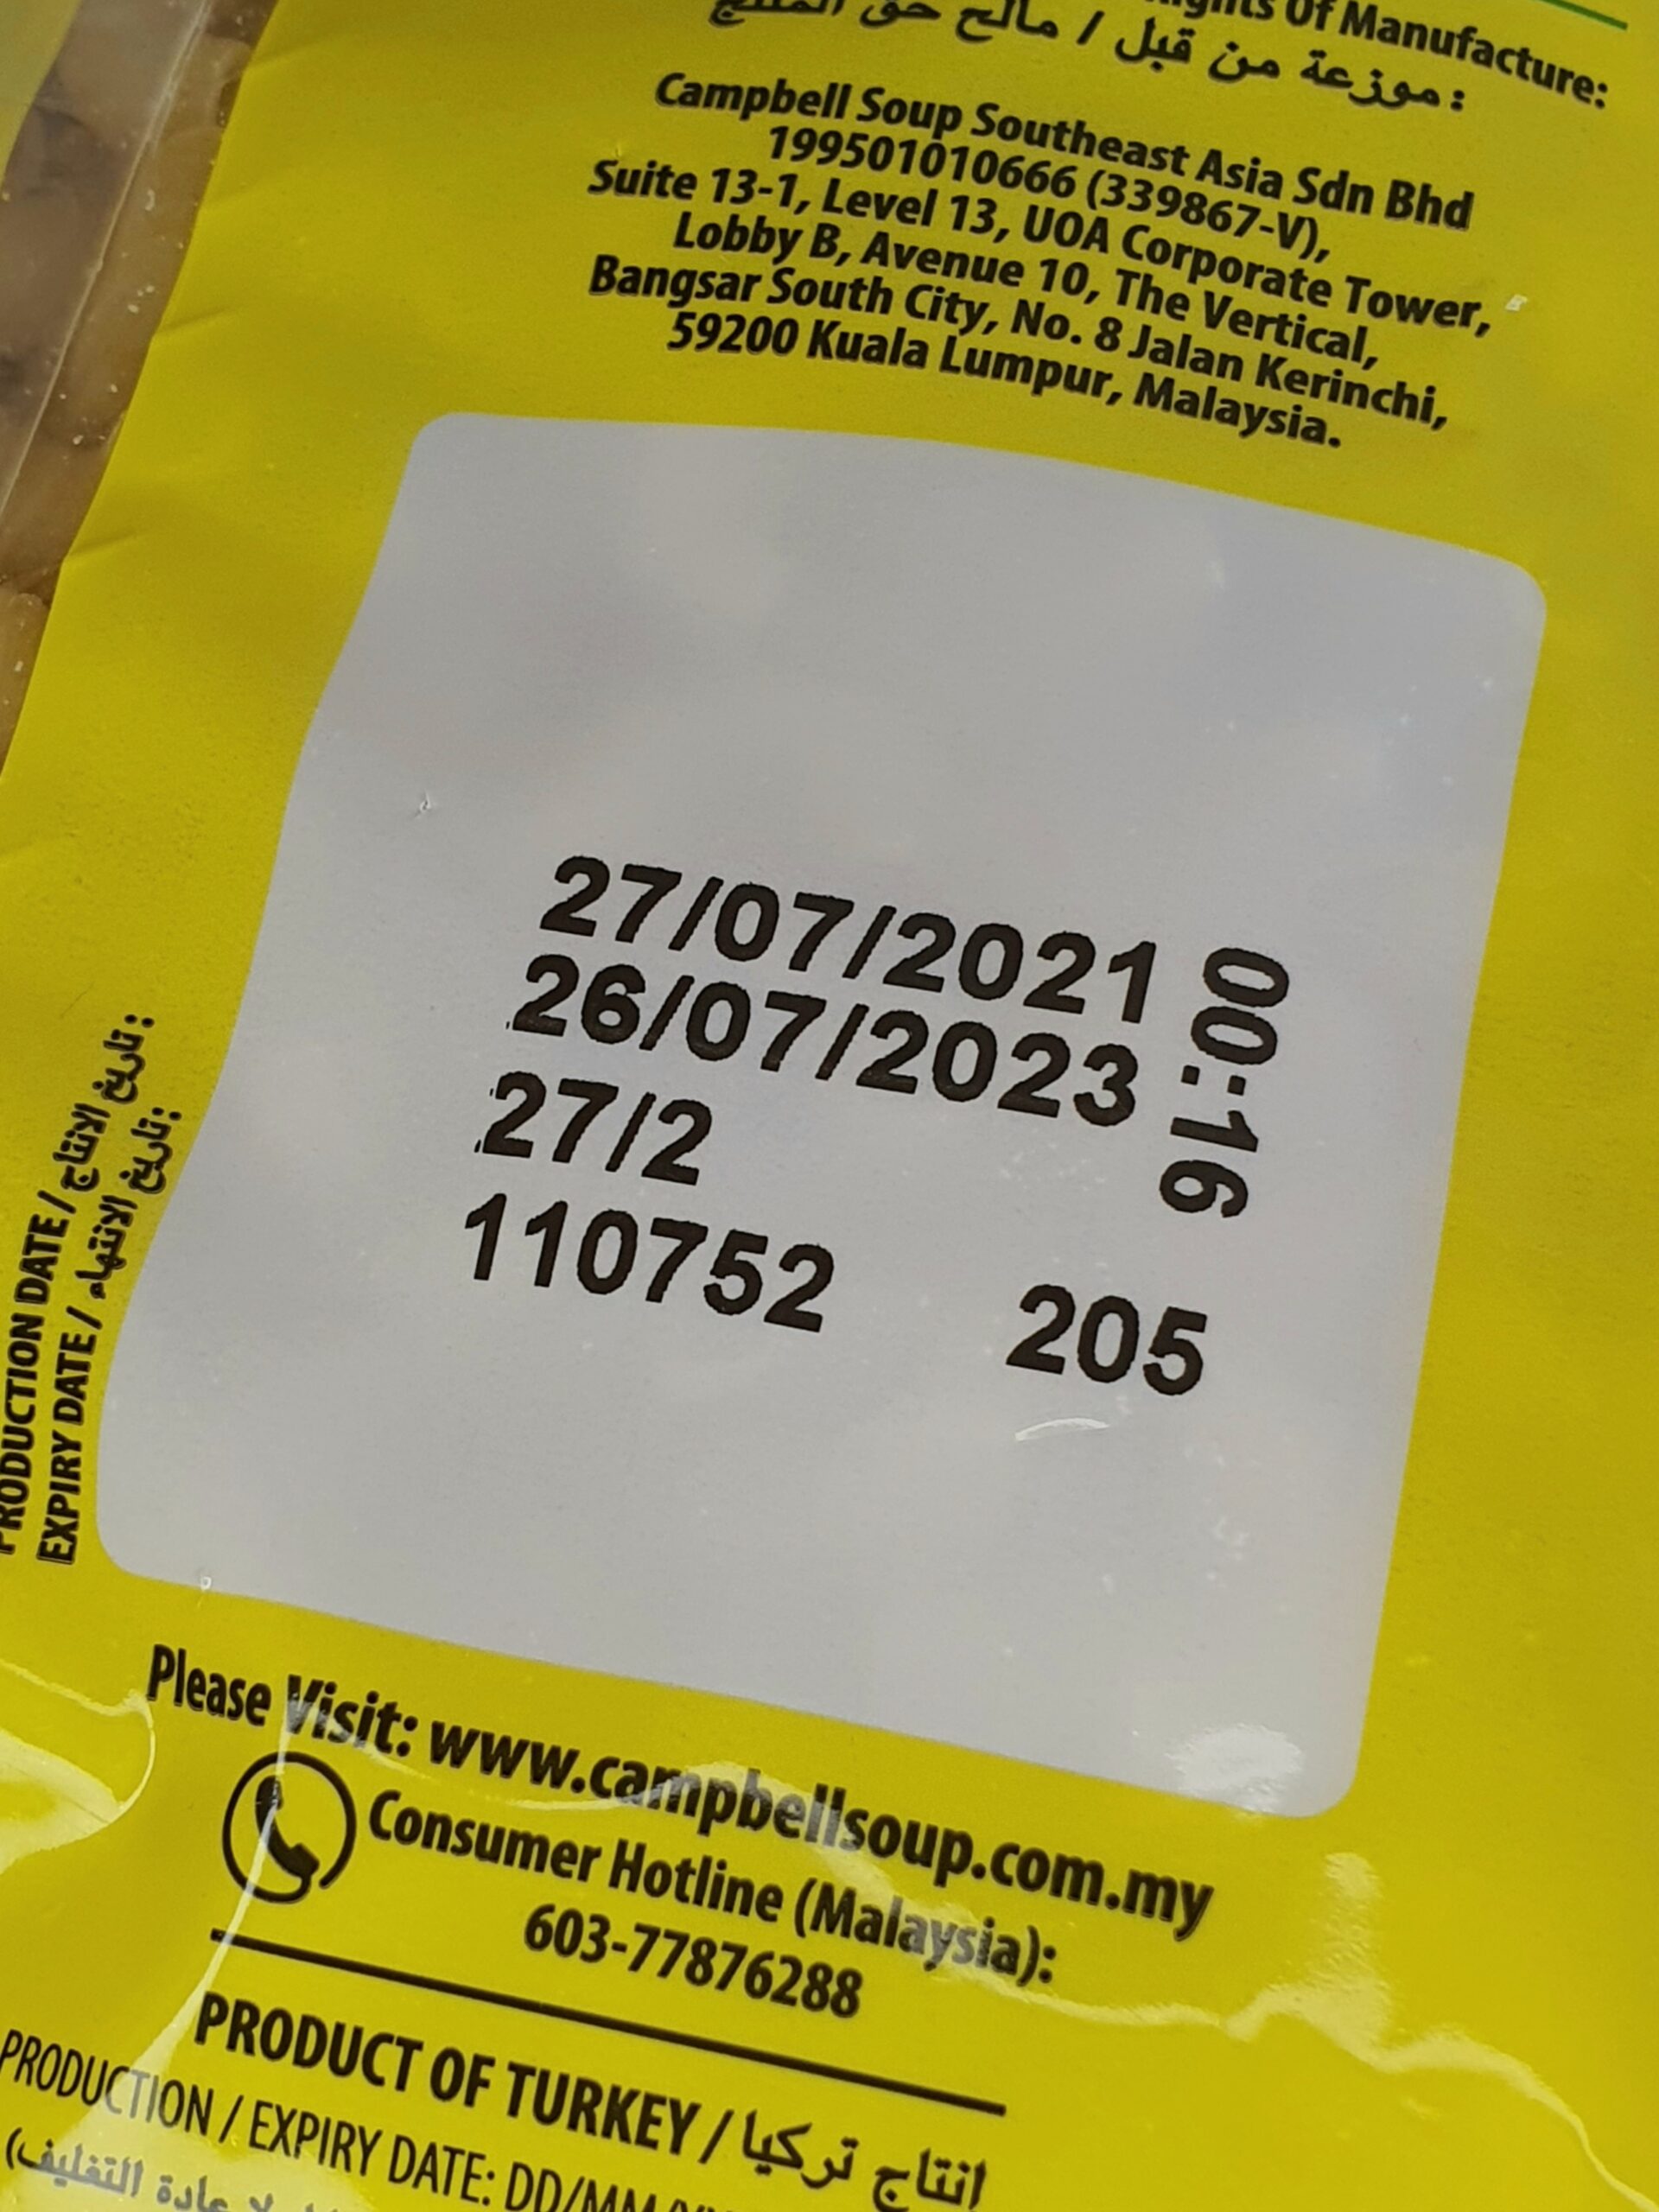 Of Manufacture:
موزعة من قبل / مالح حق المنتج:
Campbell Soup Southeast Asia Sdn Bhd
199501010666 (339867-V),
Suite 13-1, Level 13, UOA Corporate Tower,
Lobby B, Avenue 10, The Vertical,
Bangsar South City, No. 8 Jalan Kerinchi,
59200 Kuala Lumpur, Malaysia.
PRODUCTION DATE / تاريخ الانتاج:
EXPIRY DATE / تاريخ الانتهاء:
27/07/2021
26/07/2023
27/2
110752 205
00:16
Please Visit: www.campbellsoup.com.my
Consumer Hotline (Malaysia):
603-77876288
PRODUCT OF TURKEY / انتاج تركيا
PRODUCTION / EXPIRY DATE: DD/MM
عادة التغليف)